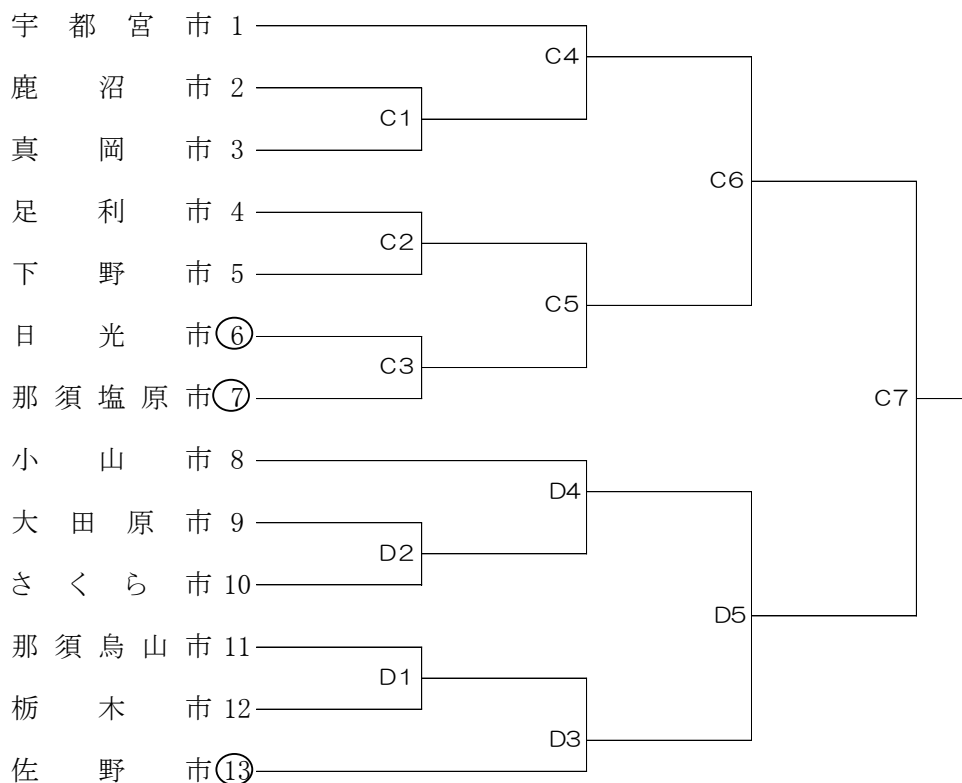 宇都宮市 1
C4
鹿沼市 2
C1
真岡市 3
C6
足利市 4
C2
下野市 5
C5
日光市 6
C3
那須塩原市 7
C7
小山市 8
D4
大田原市 9
D2
さくら市 10
D5
那須烏山市 11
D1
栃木市 12
D3
佐野市 13